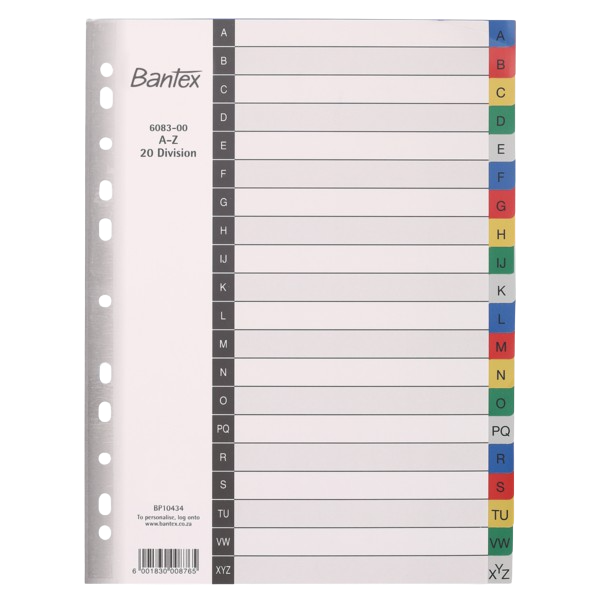 Bantex
6083-00
A-Z
20 Division
A A
B B
C C
D D
E E
F F
G G
H H
IJ IJ
K K
L L
M M
N N
O O
PQ PQ
R R
S S
TU TU
VW VW
XYZ XYZ
BP10434
To personalise, log onto
www.bantex.co.za
6 001830 008765